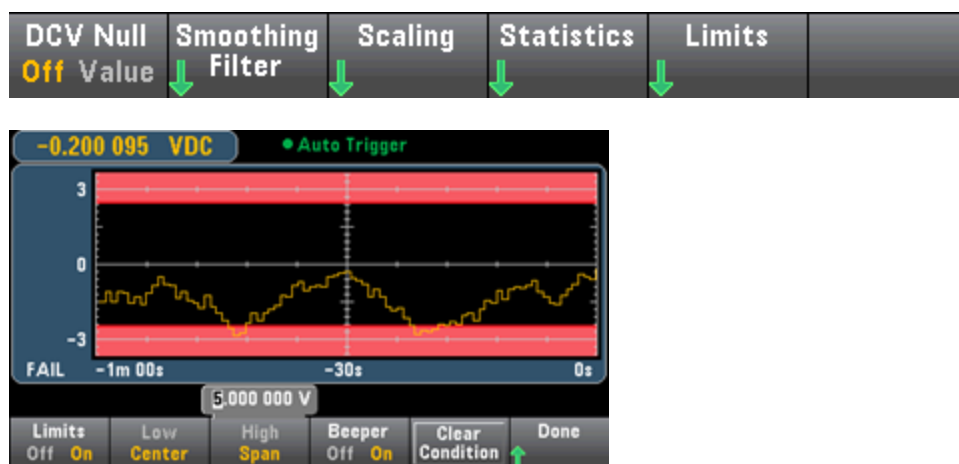 DCV Null
Off Value
Smoothing
Filter
Scaling
Statistics
Limits
-0.200 095 VDC
Auto Trigger
3
0
-3
FAIL
-1m 00s
-30s
0s
5.000 000 V
Limits
Off On
Low
Center
High
Span
Beeper
Off On
Clear
Condition
Done